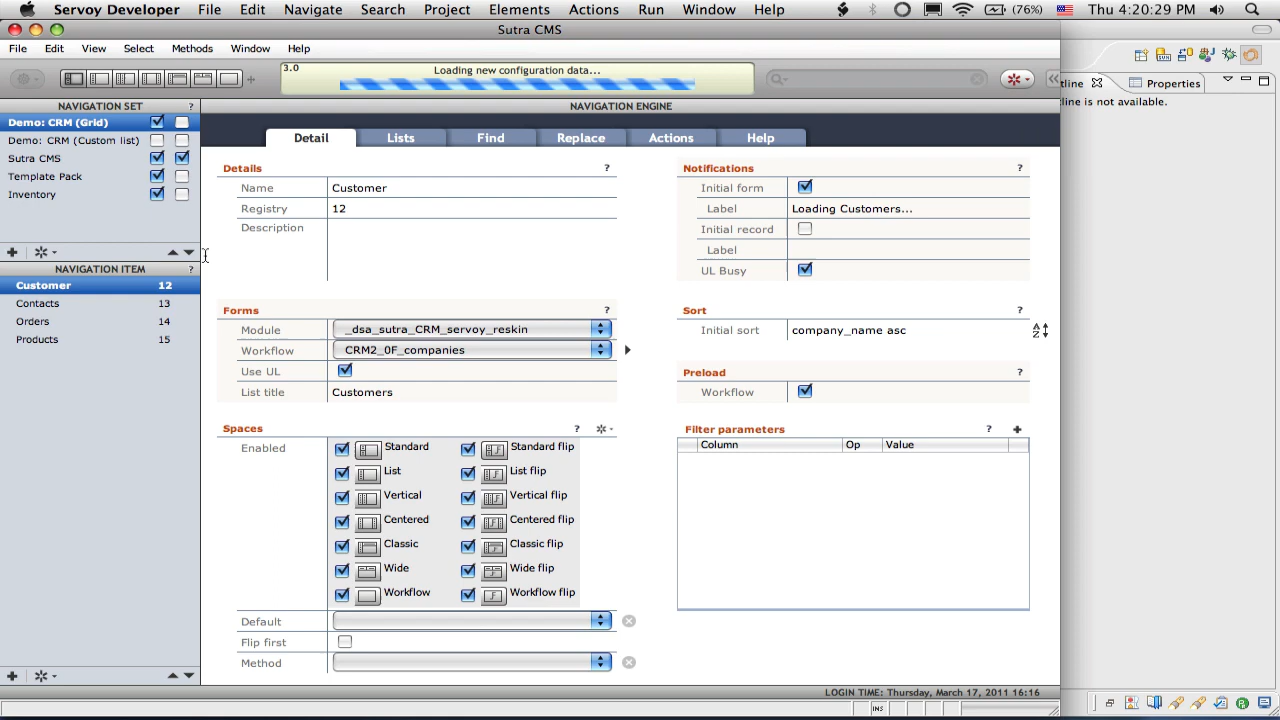 Servoy Developer File Edit Navigate Search Project Elements Actions Run Window Help (76%) Thu 4:20:29 PM
Sutra CMS
File Edit View Select Methods Window Help
3.0 Loading new configuration data...
NAVIGATION SET ?
Demo: CRM (Grid)
Demo: CRM (Custom list)
Sutra CMS
Template Pack
Inventory
NAVIGATION ITEM ?
Customer 12
Contacts 13
Orders 14
Products 15
NAVIGATION ENGINE
Detail Lists Find Replace Actions Help
Details ?
Name Customer
Registry 12
Description
Forms ?
Module _dsa_sutra_CRM_servoy_reskin
Workflow CRM2_0F_companies
Use UL
List title Customers
Spaces ?
Enabled
Standard Standard flip
List List flip
Vertical Vertical flip
Centered Centered flip
Classic Classic flip
Wide Wide flip
Workflow Workflow flip
Default
Flip first
Method
Notifications ?
Initial form
Label Loading Customers...
Initial record
Label
UL Busy
Sort ?
Initial sort company_name asc
A
Z
Preload ?
Workflow
Filter parameters ?
Column Op Value
LOGIN TIME: Thursday, March 17, 2011 16:16
INS
tline Properties
tline is not available.